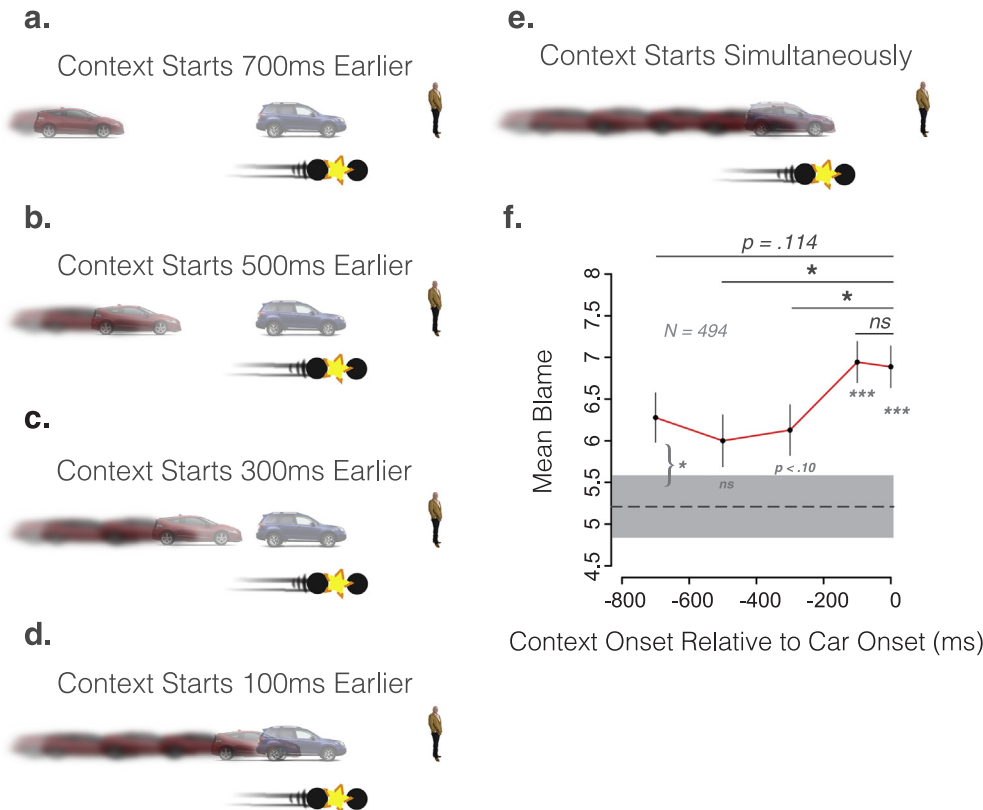 a.
Context Starts 700ms Earlier
b.
Context Starts 500ms Earlier
c.
Context Starts 300ms Earlier
d.
Context Starts 100ms Earlier
e.
Context Starts Simultaneously
f.
p = .114
*
*
ns
N = 494
***
***
*
ns
p < .10
Mean Blame
8
7.5
7
6.5
6
5.5
5
4.5
-800 -600 -400 -200 0
Context Onset Relative to Car Onset (ms)